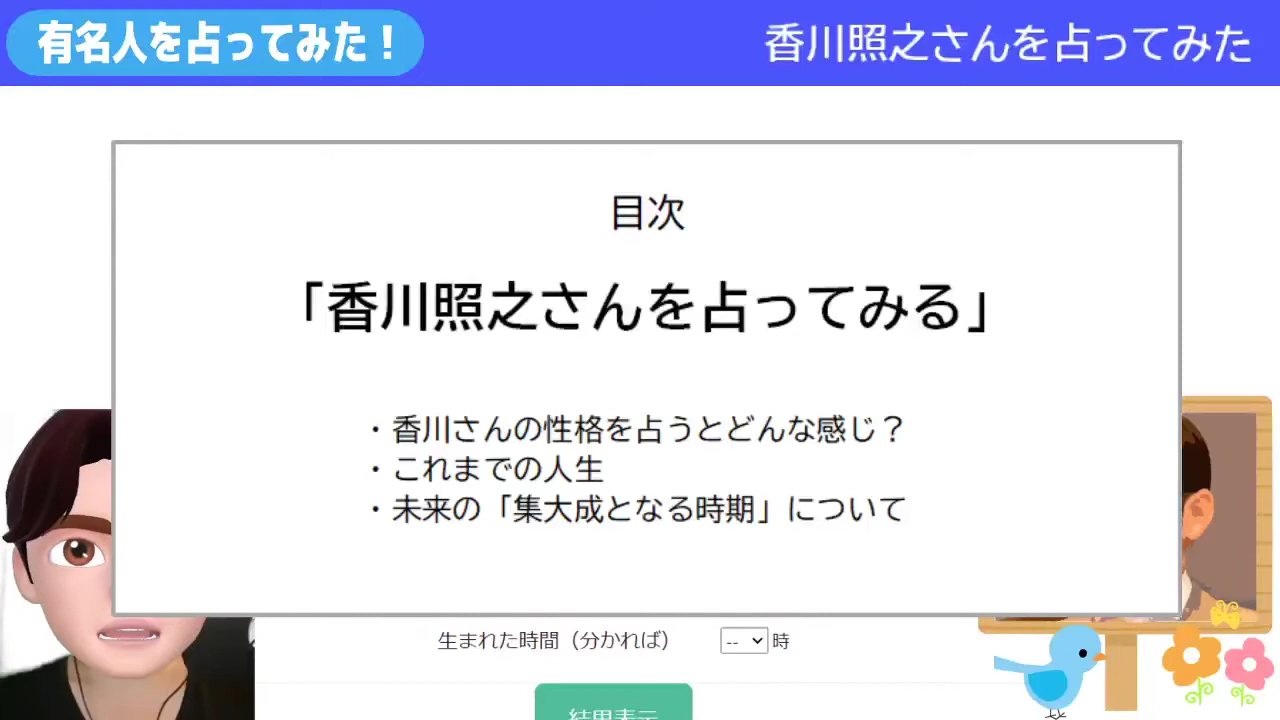 有名人を占ってみた！
香川照之さんを占ってみた
目次
「香川照之さんを占ってみる」
・香川さんの性格を占うとどんな感じ？
・これまでの人生
・未来の「集大成となる時期」について
生まれた時間（分かれば） -- 時
結果表示